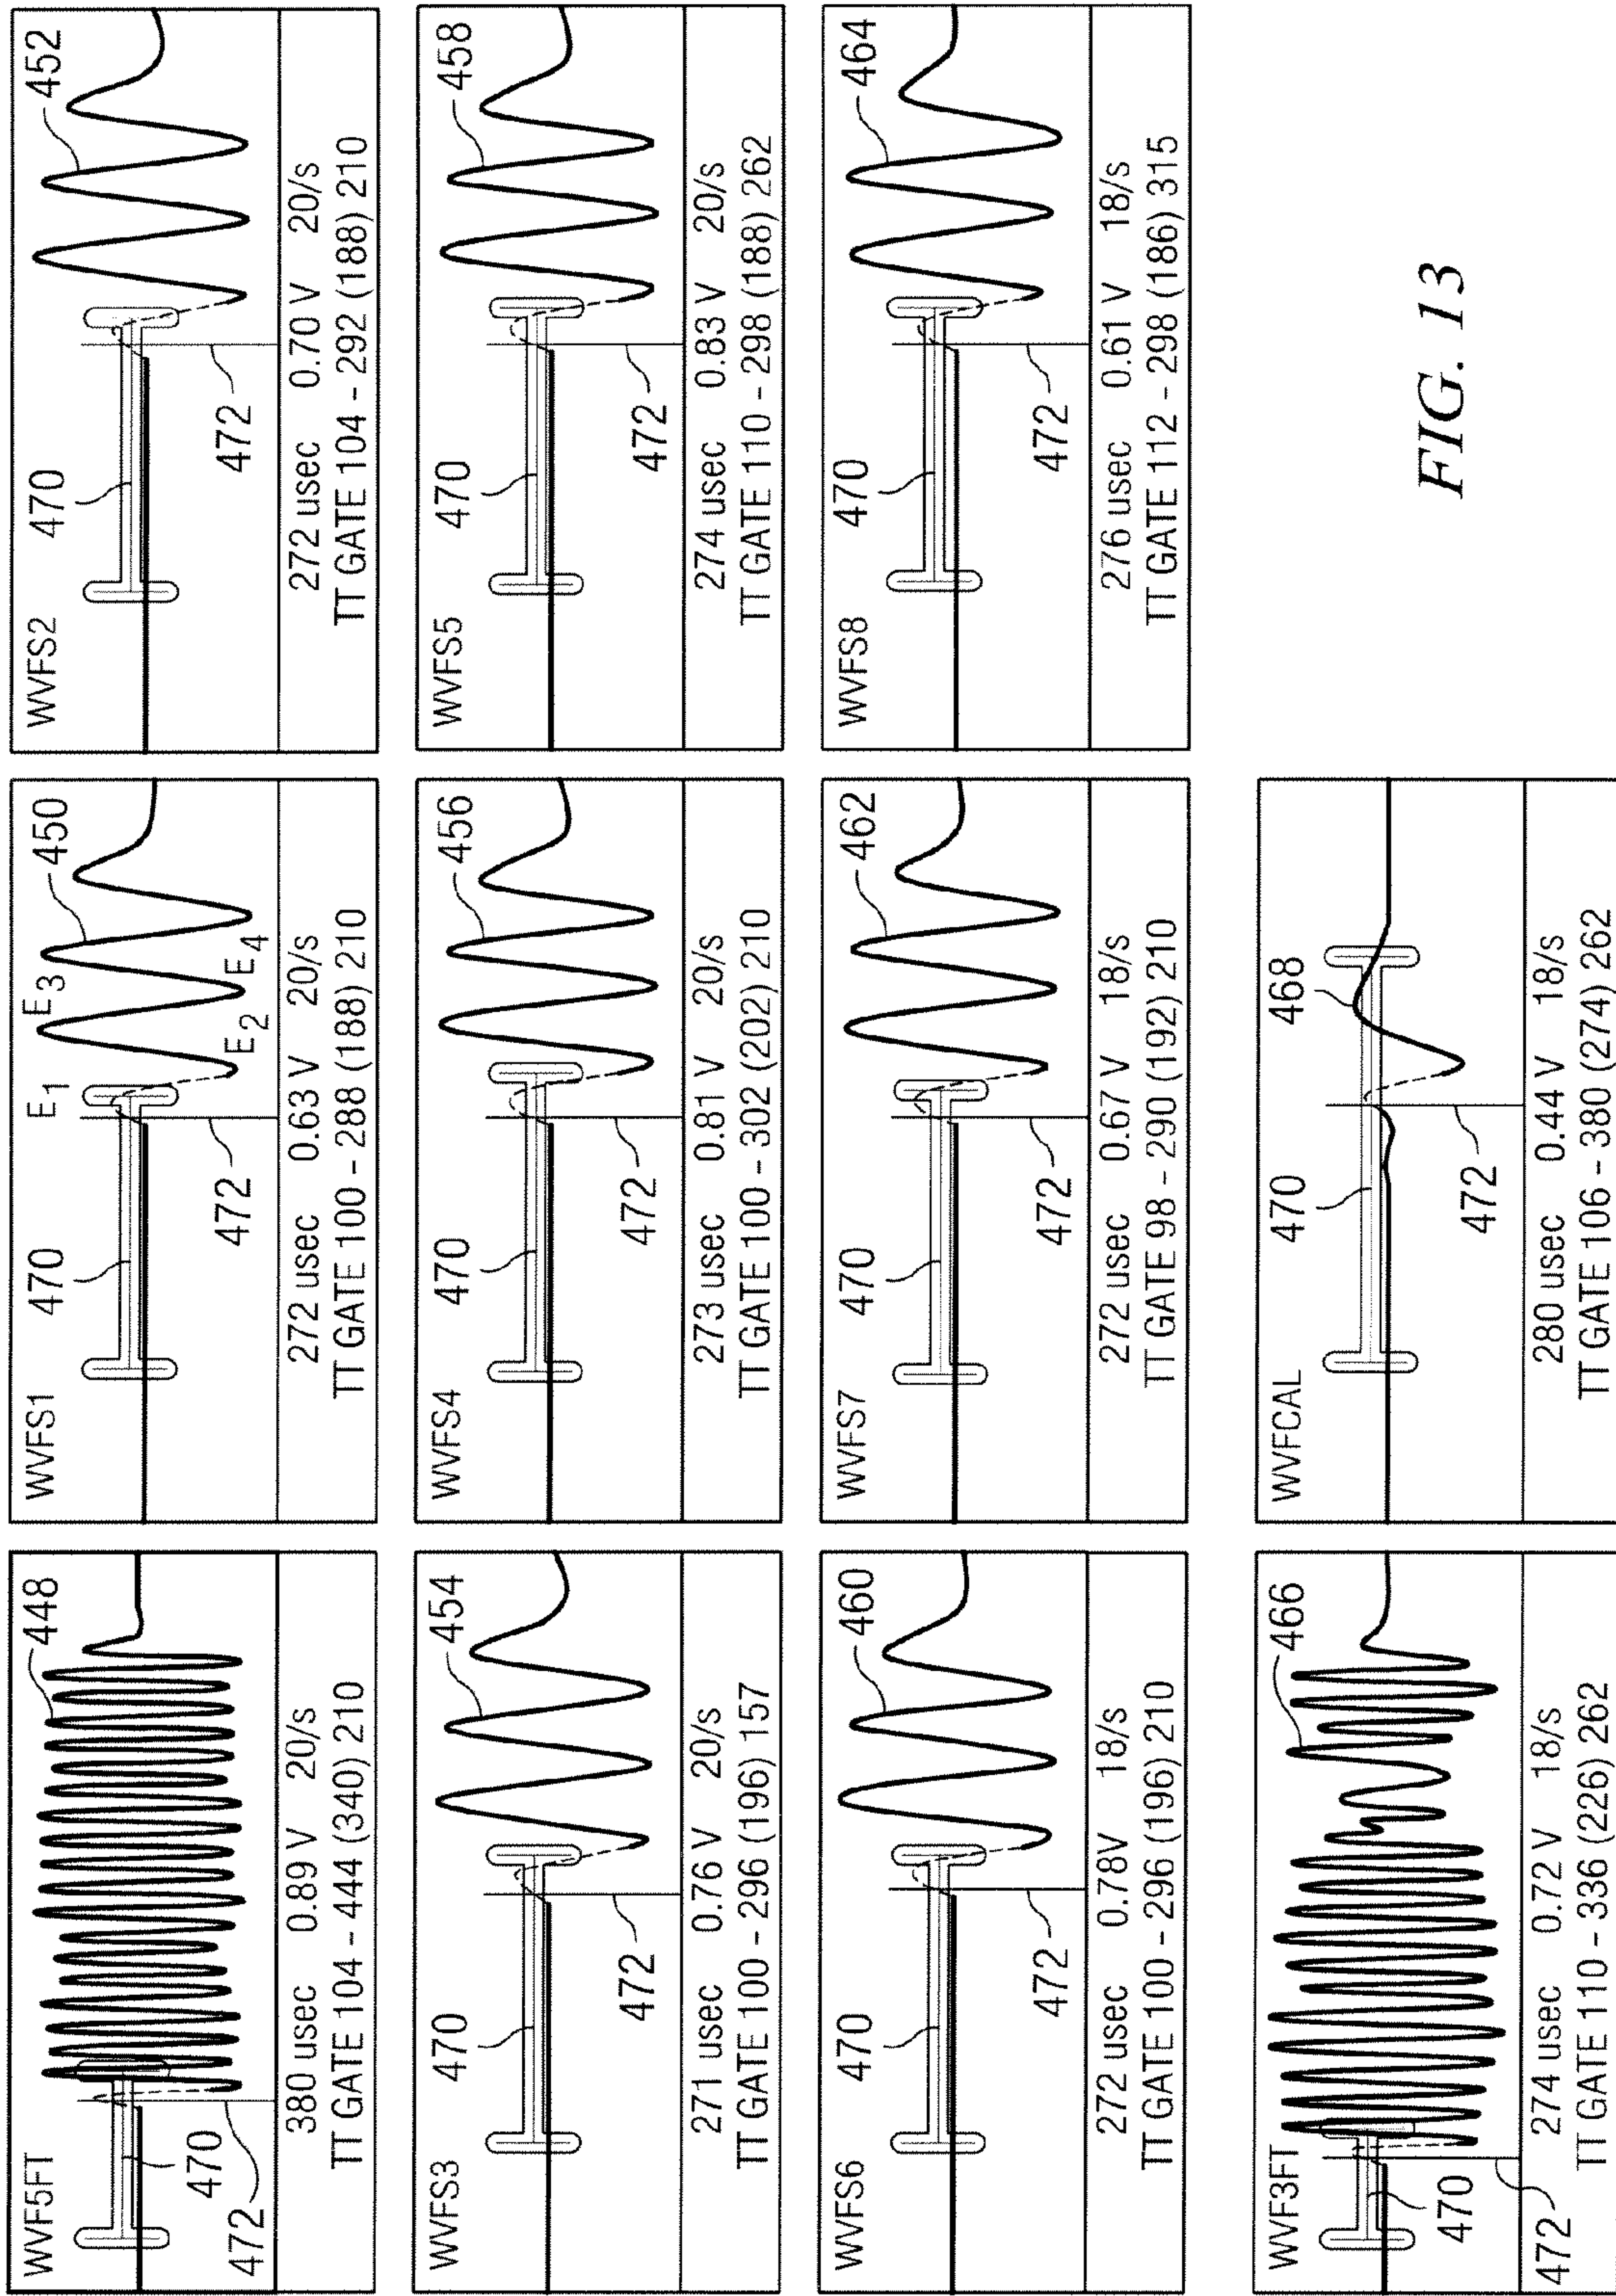 WVF5FT
448
470
472
380 usec 0.89 V 20/s
TT GATE 104 - 444 (340) 210
WVFS1
470
E1
E3
450
E2
E4
472
272 usec 0.63 V 20/s
TT GATE 100 - 288 (188) 210
WVFS2
470
452
472
272 usec 0.70 V 20/s
TT GATE 104 - 292 (188) 210
WVFS3
470
454
472
271 usec 0.76 V 20/s
TT GATE 100 - 296 (196) 157
WVFS4
470
456
472
273 usec 0.81 V 20/s
TT GATE 100 - 302 (202) 210
WVFS5
470
458
472
274 usec 0.83 V 20/s
TT GATE 110 - 298 (188) 262
WVFS6
470
460
472
272 usec 0.78V 18/s
TT GATE 100 - 296 (196) 210
WVFS7
470
462
472
272 usec 0.67 V 18/s
TT GATE 98 - 290 (192) 210
WVFS8
470
464
472
276 usec 0.61 V 18/s
TT GATE 112 - 298 (186) 315
WVF3FT
466
470
472
274 usec 0.72 V 18/s
TT GATE 110 - 336 (226) 262
WVFCAL
470
468
472
280 usec 0.44 V 18/s
TT GATE 106 - 380 (274) 262
FIG. 13